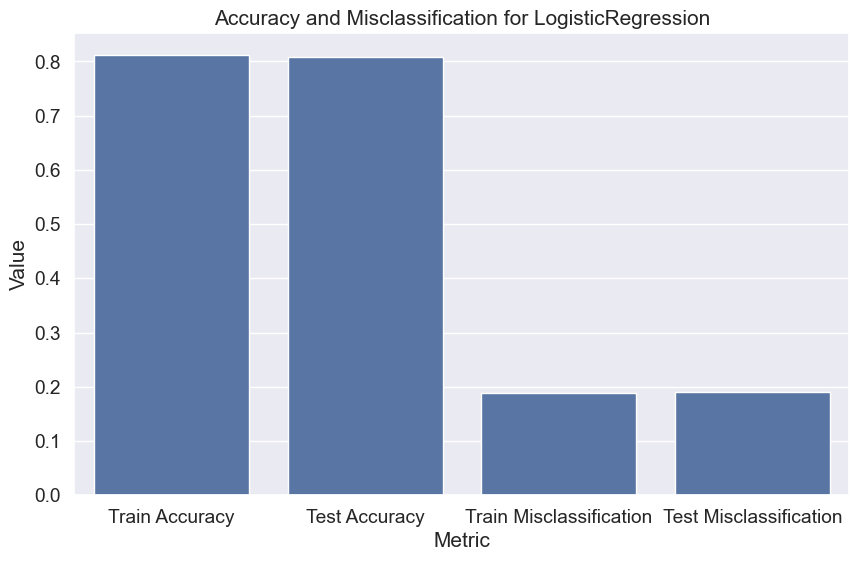 Accuracy and Misclassification for LogisticRegression
Value
0.8
0.7
0.6
0.5
0.4
0.3
0.2
0.1
0.0
Train Accuracy Test Accuracy Train Misclassification Test Misclassification
Metric